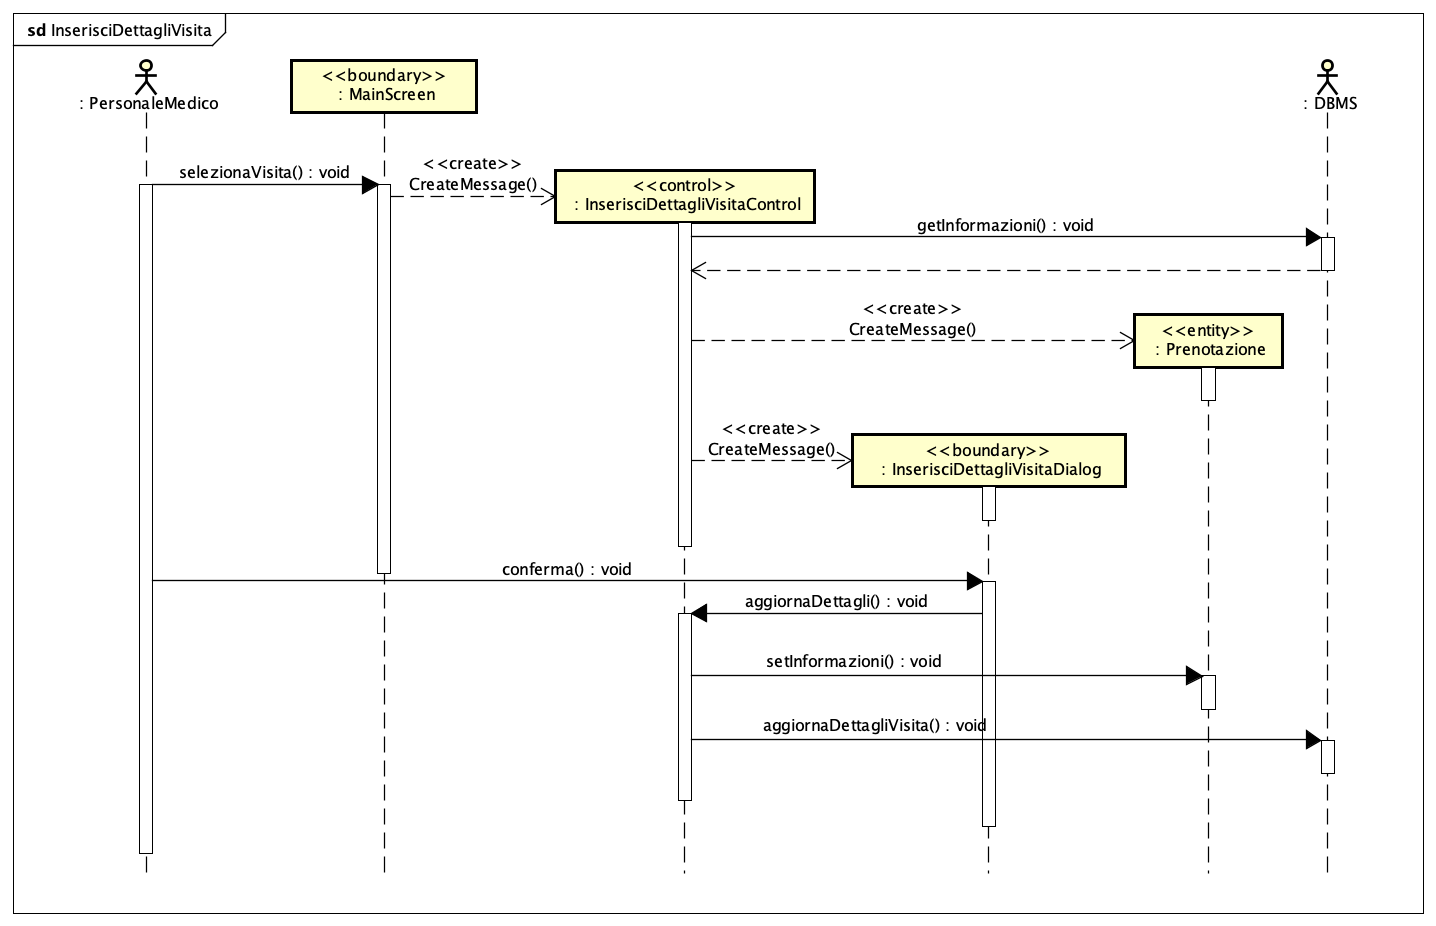 sd InserisciDettagliVisita
: PersonaleMedico
<<boundary>>
: MainScreen
: DBMS
selezionaVisita() : void
<<create>>
CreateMessage()
<<control>>
: InserisciDettagliVisitaControl
getInformazioni() : void
<<create>>
CreateMessage()
<<entity>>
: Prenotazione
<<create>>
CreateMessage()
<<boundary>>
: InserisciDettagliVisitaDialog
conferma() : void
aggiornaDettagli() : void
setInformazioni() : void
aggiornaDettagliVisita() : void